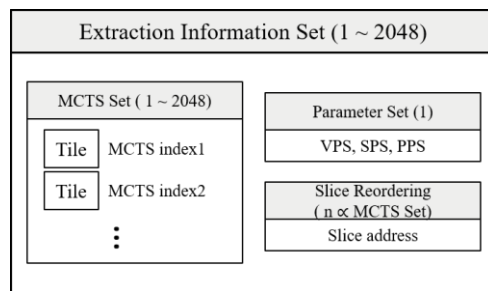 Extraction Information Set (1 ~ 2048)
MCTS Set ( 1 ~ 2048)
Tile MCTS index1
Tile MCTS index2
⋮
Parameter Set (1)
VPS, SPS, PPS
Slice Reordering
( n ∝ MCTS Set)
Slice address